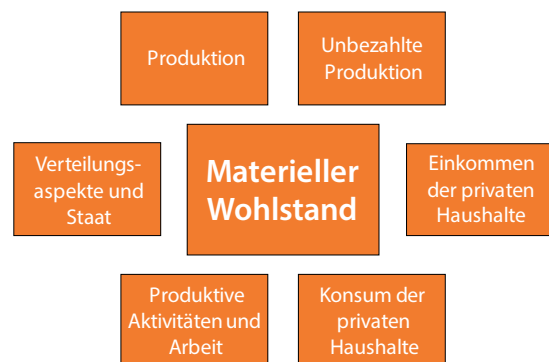 Produktion
Unbezahlte
Produktion
Verteilungs-
aspekte und
Staat
Materieller
Wohlstand
Einkommen
der privaten
Haushalte
Produktive
Aktivitäten und
Arbeit
Konsum der
privaten
Haushalte